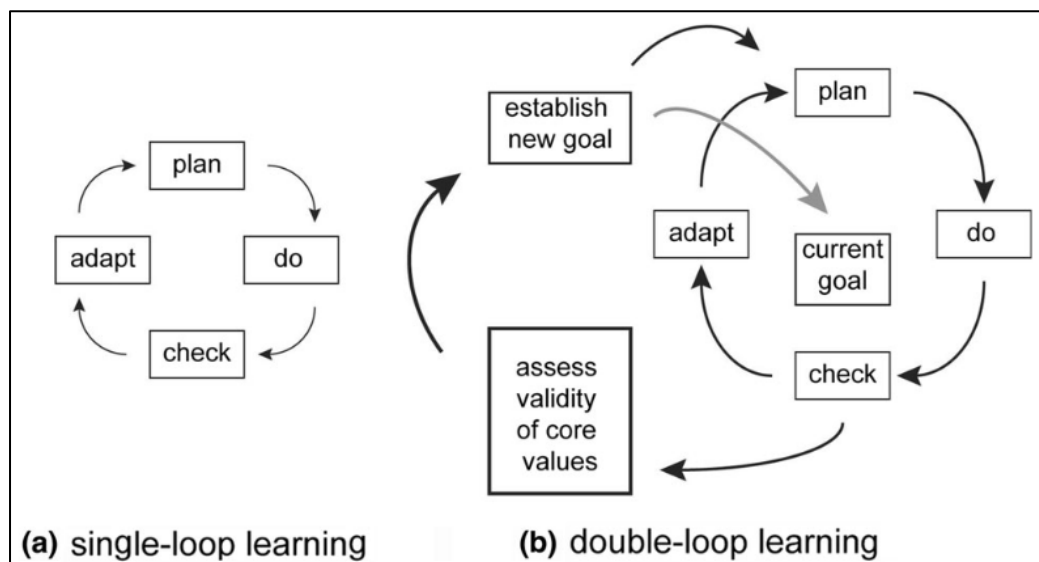 plan
adapt
do
check
(a) single-loop learning
establish
new goal
plan
adapt
do
current
goal
check
assess
validity
of core
values
(b) double-loop learning